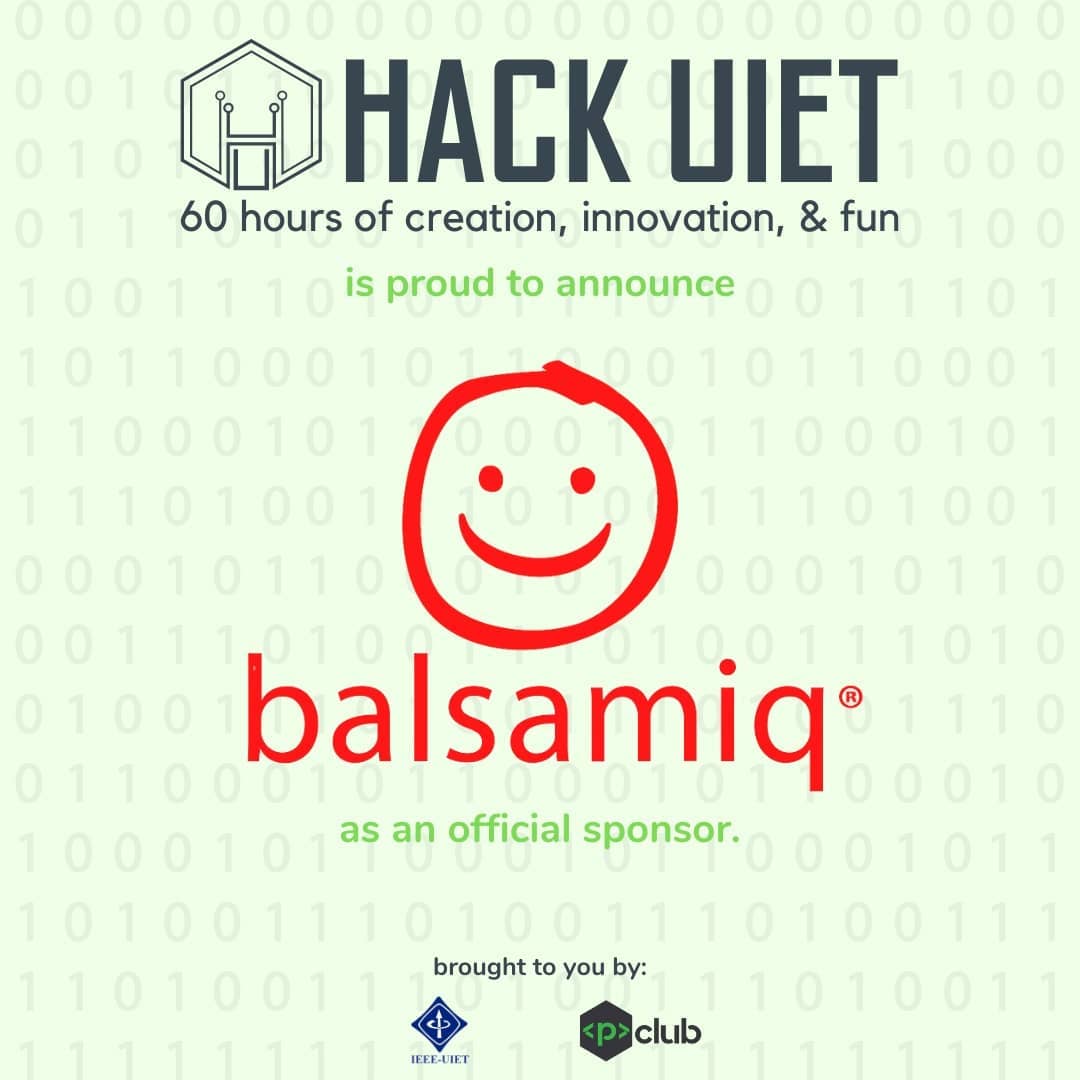 HACK UIET
60 hours of creation, innovation, & fun
is proud to announce
balsamiq®
as an official sponsor.
brought to you by:
IEEE-UIET
<p>club